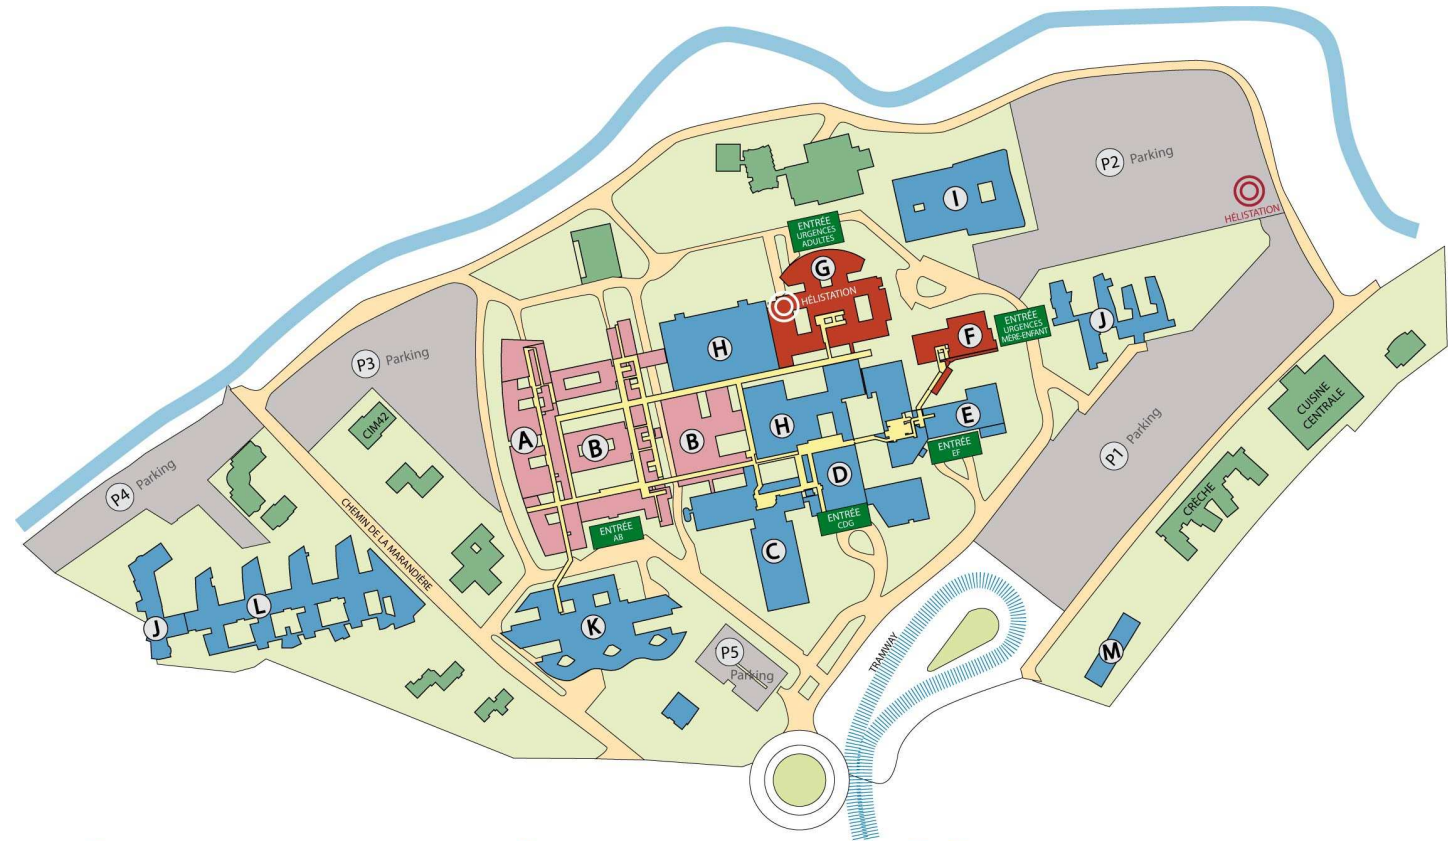 P2 Parking
HÉLISTATION
I
ENTRÉE
URGENCES
ADULTES
G
HÉLISTATION
J
ENTRÉE
URGENCES
MÈRE-ENFANT
F
H
P3 Parking
CIM42
CUISINE
CENTRALE
A
B
B
H
E
ENTRÉE
EF
P1 Parking
D
P4 Parking
CRÈCHE
CHEMIN DE LA MARANDIÈRE
ENTRÉE
AB
ENTRÉE
CDG
C
L
J
K
P5
Parking
TRAMWAY
M